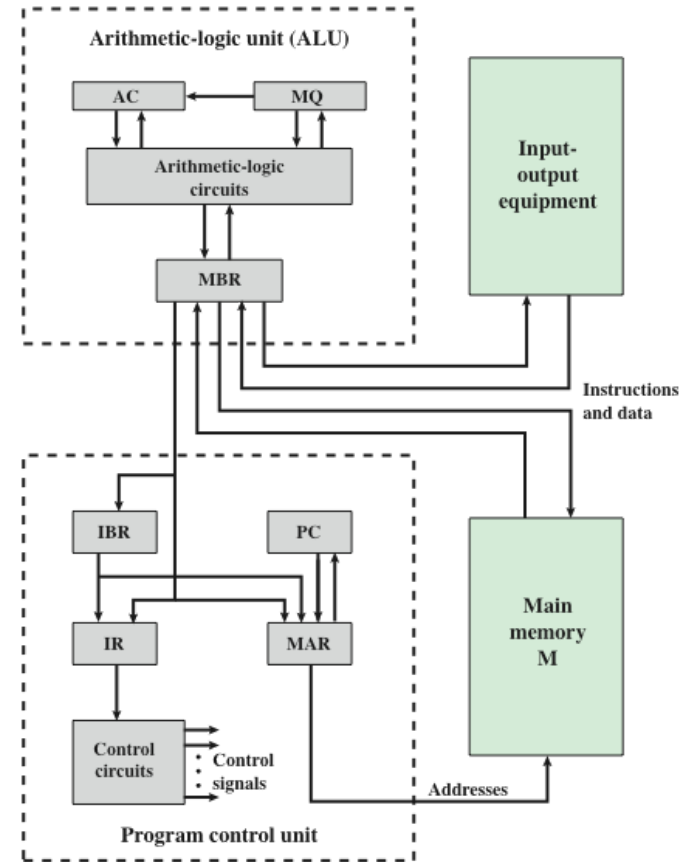 Arithmetic-logic unit (ALU)
AC
MQ
Arithmetic-logic
circuits
MBR
Input-
output
equipment
Instructions
and data
IBR
PC
IR
MAR
Main
memory
M
Control
circuits
Control
signals
Addresses
Program control unit